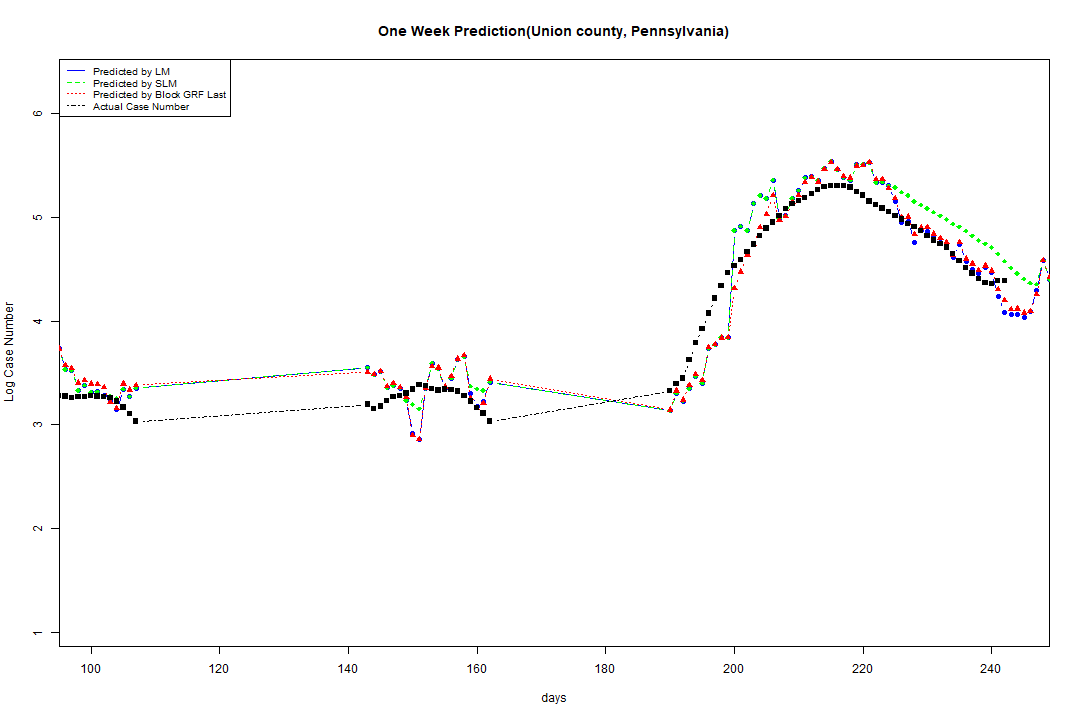 One Week Prediction(Union county, Pennsylvania)
Predicted by LM
Predicted by SLM
Predicted by Block GRF Last
Actual Case Number
Log Case Number
6
5
4
3
2
1
100 120 140 160 180 200 220 240
days